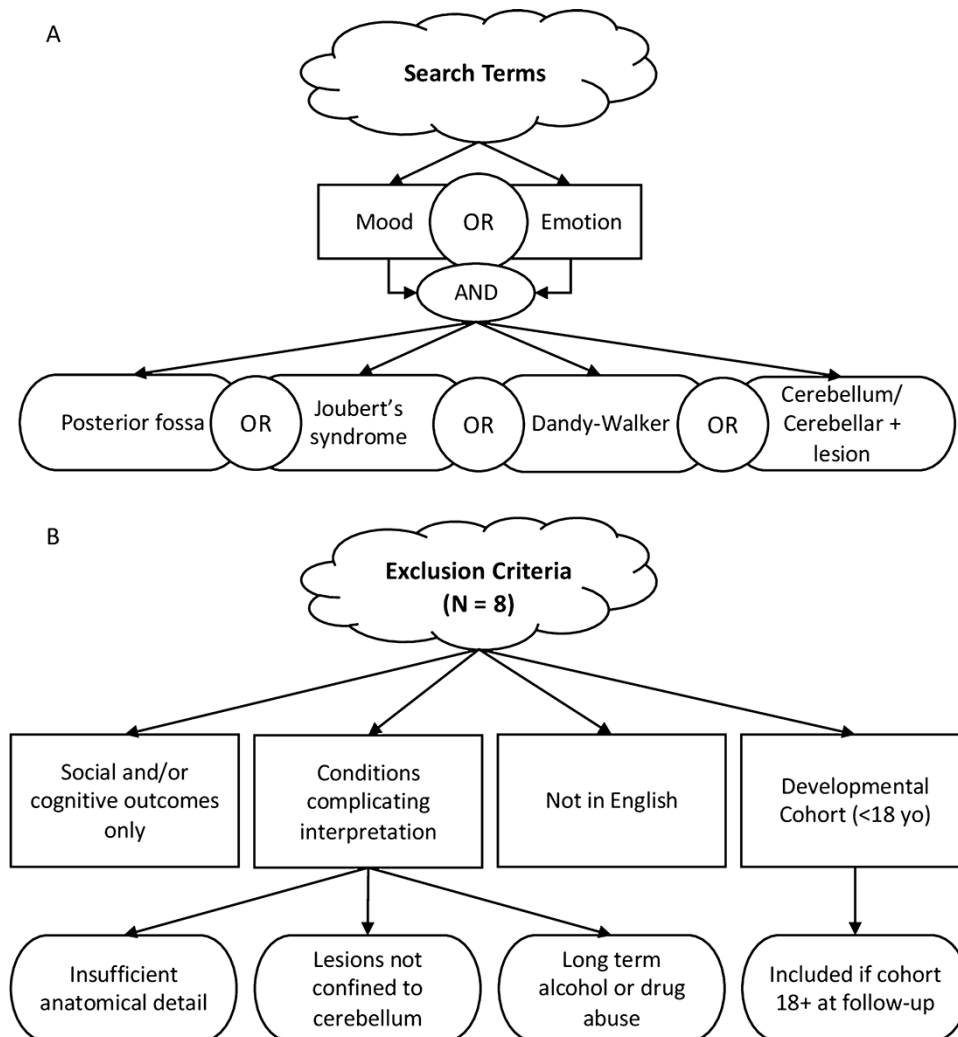 A
Search Terms
Mood
OR
Emotion
AND
Posterior fossa
OR
Joubert's
syndrome
OR
Dandy-Walker
OR
Cerebellum/
Cerebellar +
lesion
B
Exclusion Criteria
(N = 8)
Social and/or
cognitive outcomes
only
Conditions
complicating
interpretation
Not in English
Developmental
Cohort (<18 yo)
Insufficient
anatomical detail
Lesions not
confined to
cerebellum
Long term
alcohol or drug
abuse
Included if cohort
18+ at follow-up